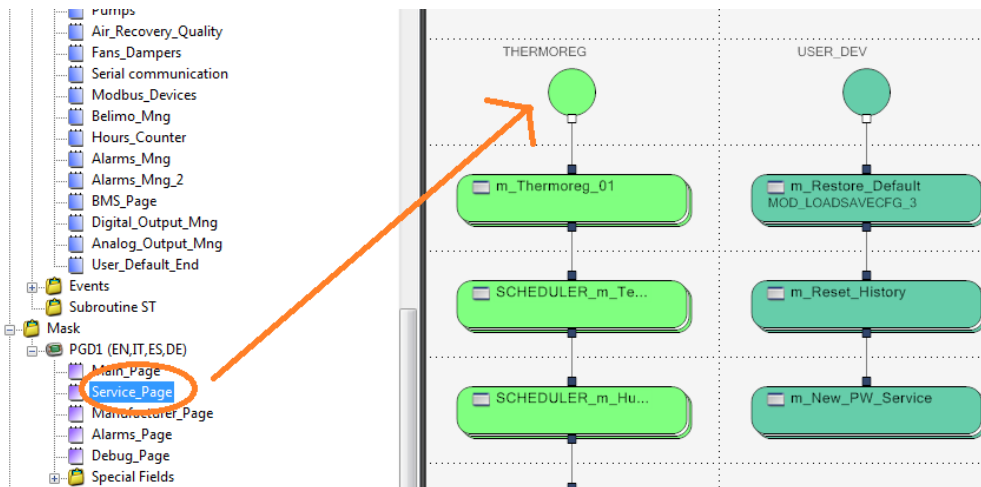 Pumps
Air_Recovery_Quality
Fans_Dampers
Serial communication
Modbus_Devices
Belimo_Mng
Hours_Counter
Alarms_Mng
Alarms_Mng_2
BMS_Page
Digital_Output_Mng
Analog_Output_Mng
User_Default_End
Events
Subroutine ST
Mask
PGD1 (EN,IT,ES,DE)
Main_Page
Service_Page
Manufacturer_Page
Alarms_Page
Debug_Page
Special Fields
THERMOREG
m_Thermoreg_01
SCHEDULER_m_Te...
SCHEDULER_m_Hu...
USER_DEV
m_Restore_Default
MOD_LOADSAVECFG_3
m_Reset_History
m_New_PW_Service